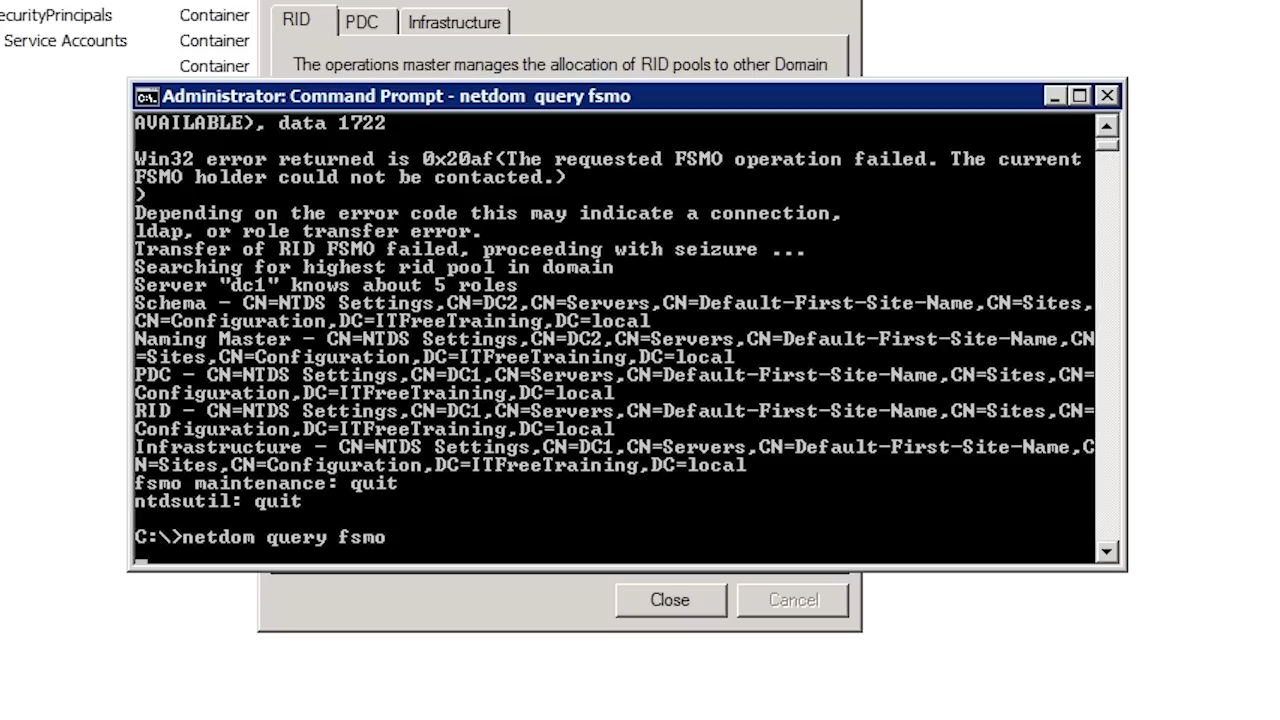 ecurityPrincipals Container
Service Accounts Container
Container
RID PDC Infrastructure
The operations master manages the allocation of RID pools to other Domain
Administrator: Command Prompt - netdom query fsmo
AVAILABLE), data 1722
Win32 error returned is 0x20af(The requested FSMO operation failed. The current
FSMO holder could not be contacted.)
)
Depending on the error code this may indicate a connection,
ldap, or role transfer error.
Transfer of RID FSMO failed, proceeding with seizure ...
Searching for highest rid pool in domain
Server "dc1" knows about 5 roles
Schema - CN=NTDS Settings,CN=DC2,CN=Servers,CN=Default-First-Site-Name,CN=Sites,
CN=Configuration,DC=ITFreeTraining,DC=local
Naming Master - CN=NTDS Settings,CN=DC2,CN=Servers,CN=Default-First-Site-Name,CN
=Sites,CN=Configuration,DC=ITFreeTraining,DC=local
PDC - CN=NTDS Settings,CN=DC1,CN=Servers,CN=Default-First-Site-Name,CN=Sites,CN=
Configuration,DC=ITFreeTraining,DC=local
RID - CN=NTDS Settings,CN=DC1,CN=Servers,CN=Default-First-Site-Name,CN=Sites,CN=
Configuration,DC=ITFreeTraining,DC=local
Infrastructure - CN=NTDS Settings,CN=DC1,CN=Servers,CN=Default-First-Site-Name,C
N=Sites,CN=Configuration,DC=ITFreeTraining,DC=local
fsmo maintenance: quit
ntdsutil: quit
C:\>netdom query fsmo
Close Cancel